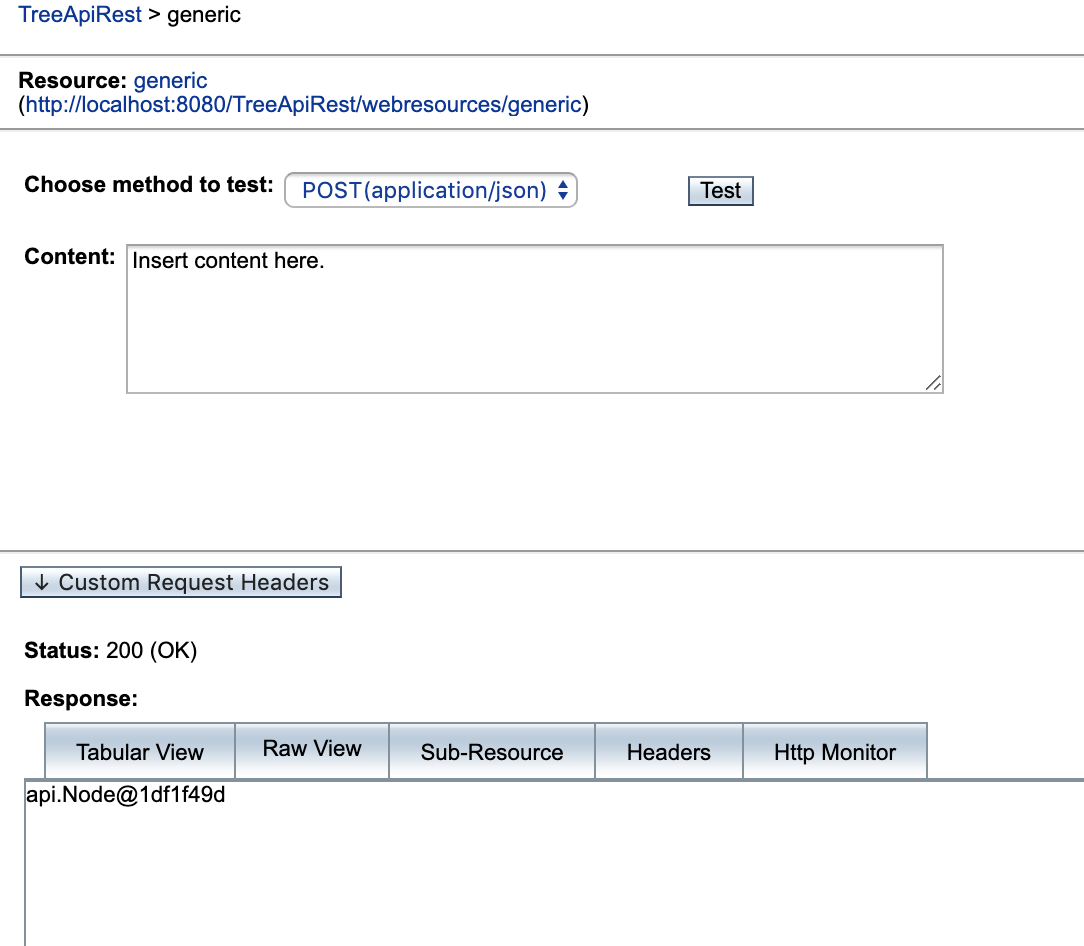 TreeApiRest > generic
Resource: generic
(http://localhost:8080/TreeApiRest/webresources/generic)
Choose method to test: POST(application/json) Test
Content: Insert content here.
↓ Custom Request Headers
Status: 200 (OK)
Response:
Tabular View Raw View Sub-Resource Headers Http Monitor
api.Node@1df1f49d